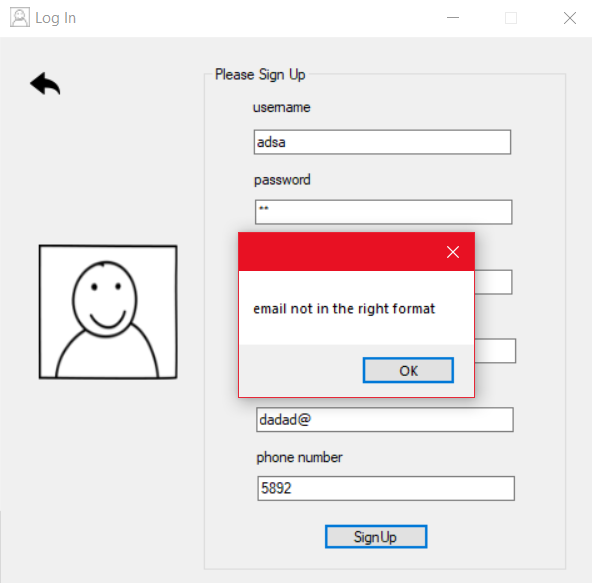 Log In
Please Sign Up
username
adsa
password
**
email not in the right format
OK
dadad@
phone number
5892
SignUp